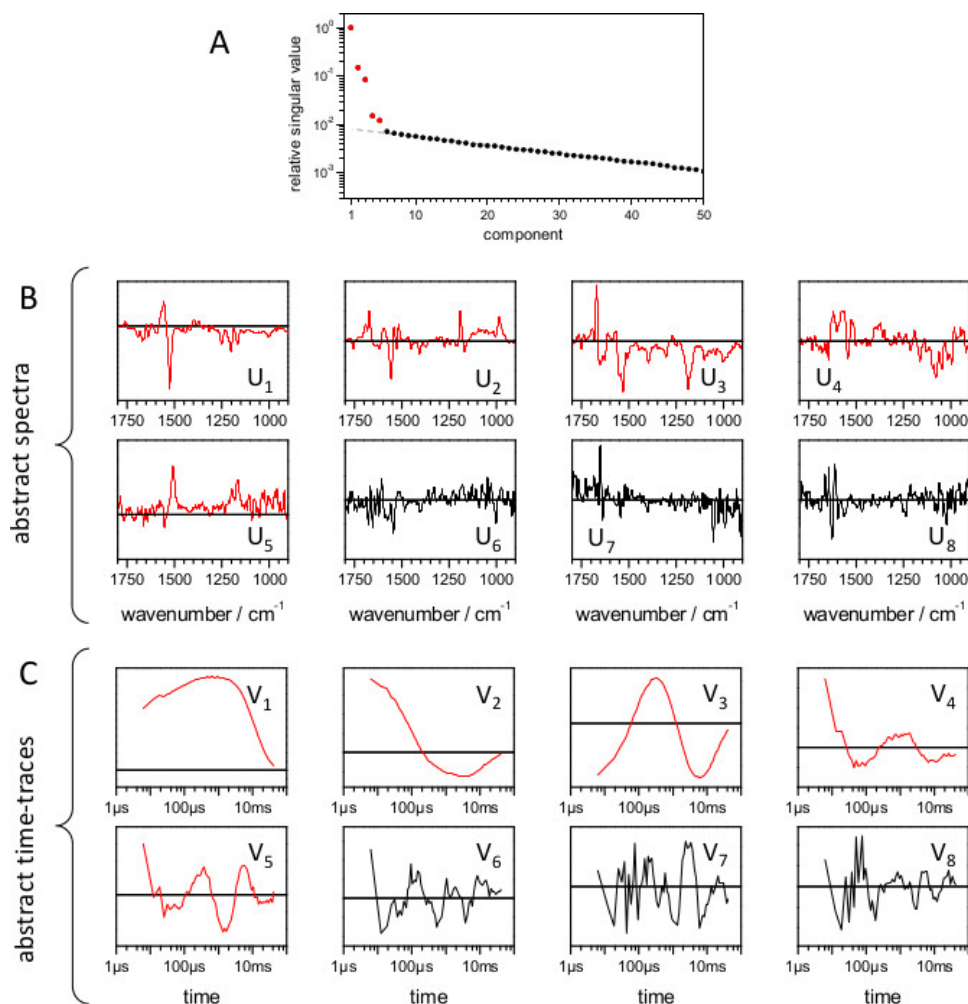 A
10⁰
10⁻¹
10⁻²
10⁻³
relative singular value
1 10 20 30 40 50
component
B
abstract spectra
U₁ U₂ U₃ U₄
1750 1500 1250 1000 1750 1500 1250 1000 1750 1500 1250 1000 1750 1500 1250 1000
U₅ U₆ U₇ U₈
1750 1500 1250 1000 1750 1500 1250 1000 1750 1500 1250 1000 1750 1500 1250 1000
wavenumber / cm⁻¹ wavenumber / cm⁻¹ wavenumber / cm⁻¹ wavenumber / cm⁻¹
C
abstract time-traces
V₁ V₂ V₃ V₄
1µs 100µs 10ms 1µs 100µs 10ms 1µs 100µs 10ms 1µs 100µs 10ms
V₅ V₆ V₇ V₈
1µs 100µs 10ms 1µs 100µs 10ms 1µs 100µs 10ms 1µs 100µs 10ms
time time time time